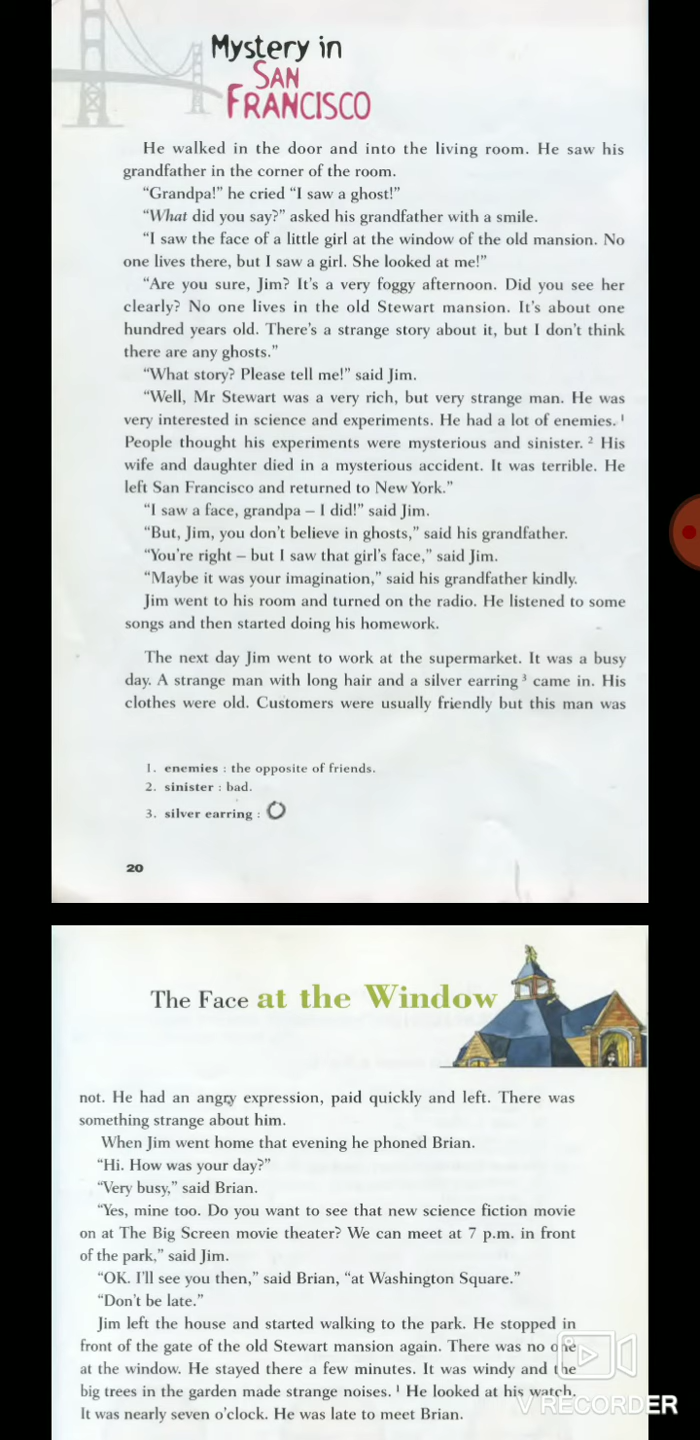 Mystery in
SAN
FRANCISCO
He walked in the door and into the living room. He saw his
grandfather in the corner of the room.
“Grandpa!” he cried “I saw a ghost!”
“What did you say?” asked his grandfather with a smile.
“I saw the face of a little girl at the window of the old mansion. No
one lives there, but I saw a girl. She looked at me!”
“Are you sure, Jim? It's a very foggy afternoon. Did you see her
clearly? No one lives in the old Stewart mansion. It's about one
hundred years old. There's a strange story about it, but I don't think
there are any ghosts.”
“What story? Please tell me!” said Jim.
“Well, Mr Stewart was a very rich, but very strange man. He was
very interested in science and experiments. He had a lot of enemies. 1
People thought his experiments were mysterious and sinister. 2 His
wife and daughter died in a mysterious accident. It was terrible. He
left San Francisco and returned to New York.”
“I saw a face, grandpa – I did!” said Jim.
“But, Jim, you don't believe in ghosts,” said his grandfather.
“You're right – but I saw that girl's face,” said Jim.
“Maybe it was your imagination,” said his grandfather kindly.
Jim went to his room and turned on the radio. He listened to some
songs and then started doing his homework.
The next day Jim went to work at the supermarket. It was a busy
day. A strange man with long hair and a silver earring 3 came in. His
clothes were old. Customers were usually friendly but this man was
1. enemies : the opposite of friends.
2. sinister : bad.
3. silver earring :
20
The Face at the Window
not. He had an angry expression, paid quickly and left. There was
something strange about him.
When Jim went home that evening he phoned Brian.
“Hi. How was your day?”
“Very busy,” said Brian.
“Yes, mine too. Do you want to see that new science fiction movie
on at The Big Screen movie theater? We can meet at 7 p.m. in front
of the park,” said Jim.
“OK. I'll see you then,” said Brian, “at Washington Square.”
“Don't be late.”
Jim left the house and started walking to the park. He stopped in
front of the gate of the old Stewart mansion again. There was no one
at the window. He stayed there a few minutes. It was windy and the
big trees in the garden made strange noises. 1 He looked at his watch.
It was nearly seven o'clock. He was late to meet Brian.
V RECORDER